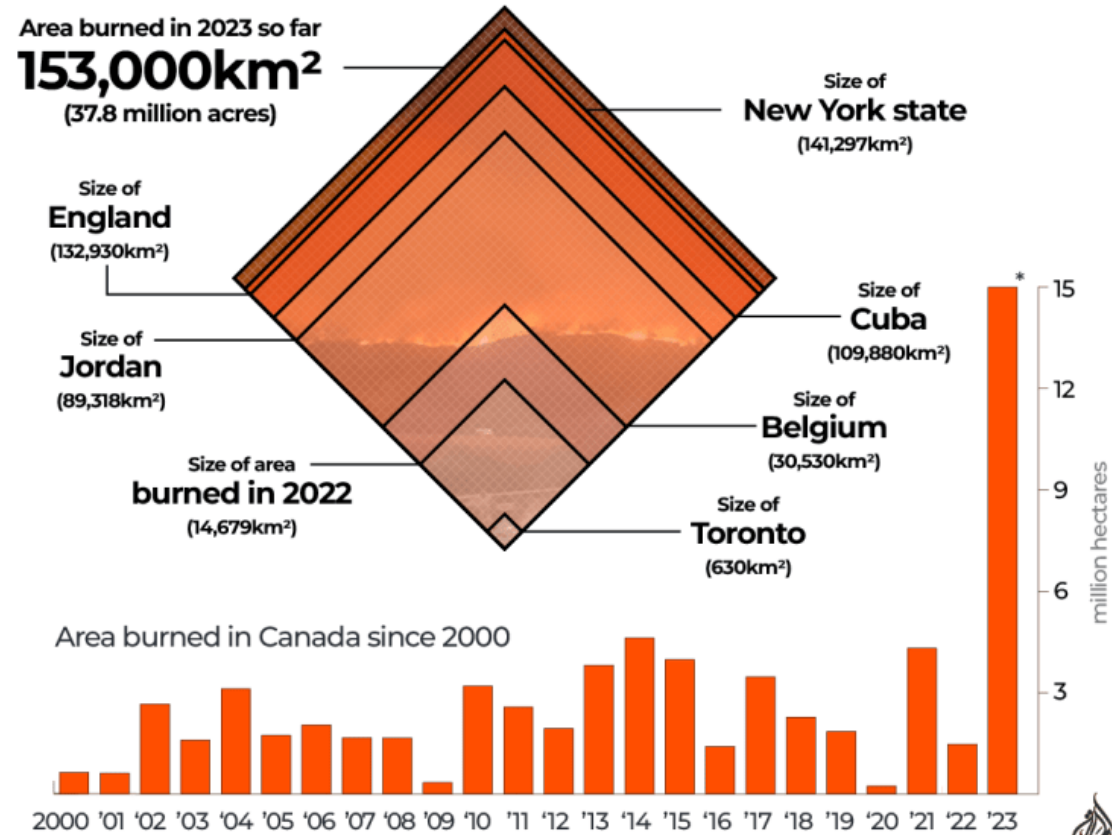 Area burned in 2023 so far
153,000km²
(37.8 million acres)
Size of
New York state
(141,297km²)
Size of
England
(132,930km²)
Size of
Cuba
(109,880km²)
Size of
Jordan
(89,318km²)
Size of
Belgium
(30,530km²)
Size of area
burned in 2022
(14,679km²)
Size of
Toronto
(630km²)
*
15
12
9
6
3
million hectares
Area burned in Canada since 2000
2000 '01 '02 '03 '04 '05 '06 '07 '08 '09 '10 '11 '12 '13 '14 '15 '16 '17 '18 '19 '20 '21 '22 '23